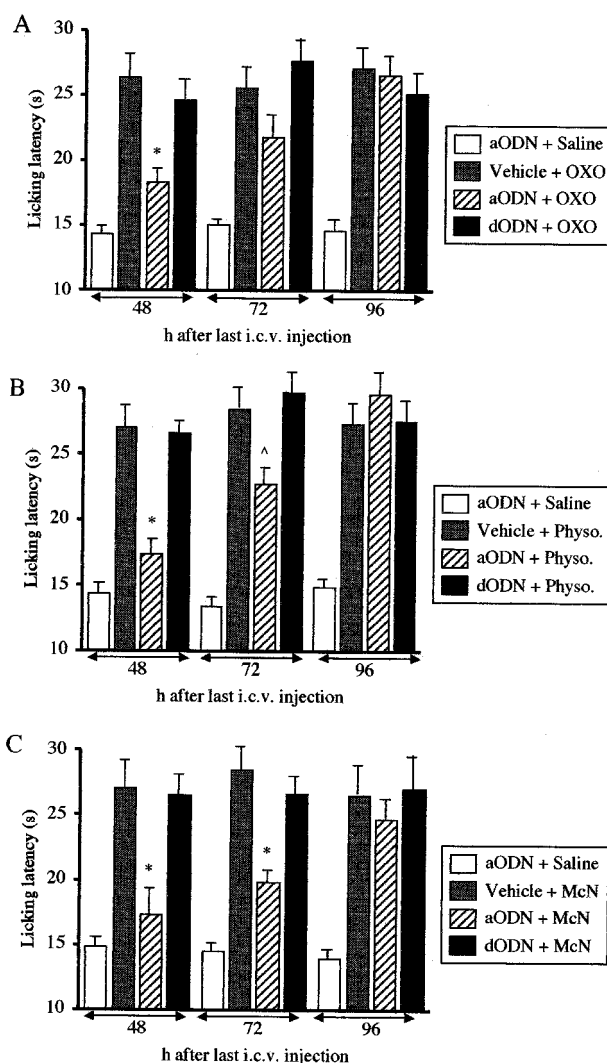 A
30
25
20
15
10
Licking latency (s)
*
48
72
96
h after last i.c.v. injection
aODN + Saline
Vehicle + OXO
aODN + OXO
dODN + OXO
B
30
25
20
15
10
Licking latency (s)
*
^
48
72
96
h after last i.c.v. injection
aODN + Saline
Vehicle + Physo.
aODN + Physo.
dODN + Physo.
C
30
25
20
15
10
Licking latency (s)
*
*
48
72
96
h after last i.c.v. injection
aODN + Saline
Vehicle + McN
aODN + McN
dODN + McN